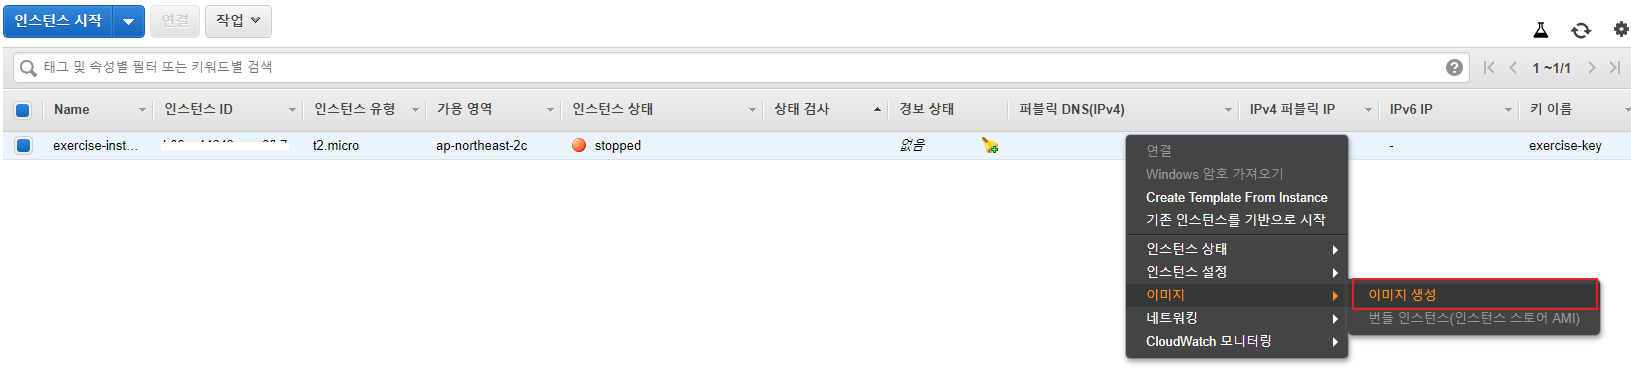 인스턴스 시작 연결 작업
태그 및 속성별 필터 또는 키워드별 검색 1 ~1/1
Name 인스턴스 ID 인스턴스 유형 가용 영역 인스턴스 상태 상태 검사 경보 상태 퍼블릭 DNS(IPv4) IPv4 퍼블릭 IP IPv6 IP 키 이름
exercise-inst... t2.micro ap-northeast-2c stopped 없음 - exercise-key
연결
Windows 암호 가져오기
Create Template From Instance
기존 인스턴스를 기반으로 시작
인스턴스 상태
인스턴스 설정
이미지 이미지 생성
네트워킹 번들 인스턴스(인스턴스 스토어 AMI)
CloudWatch 모니터링